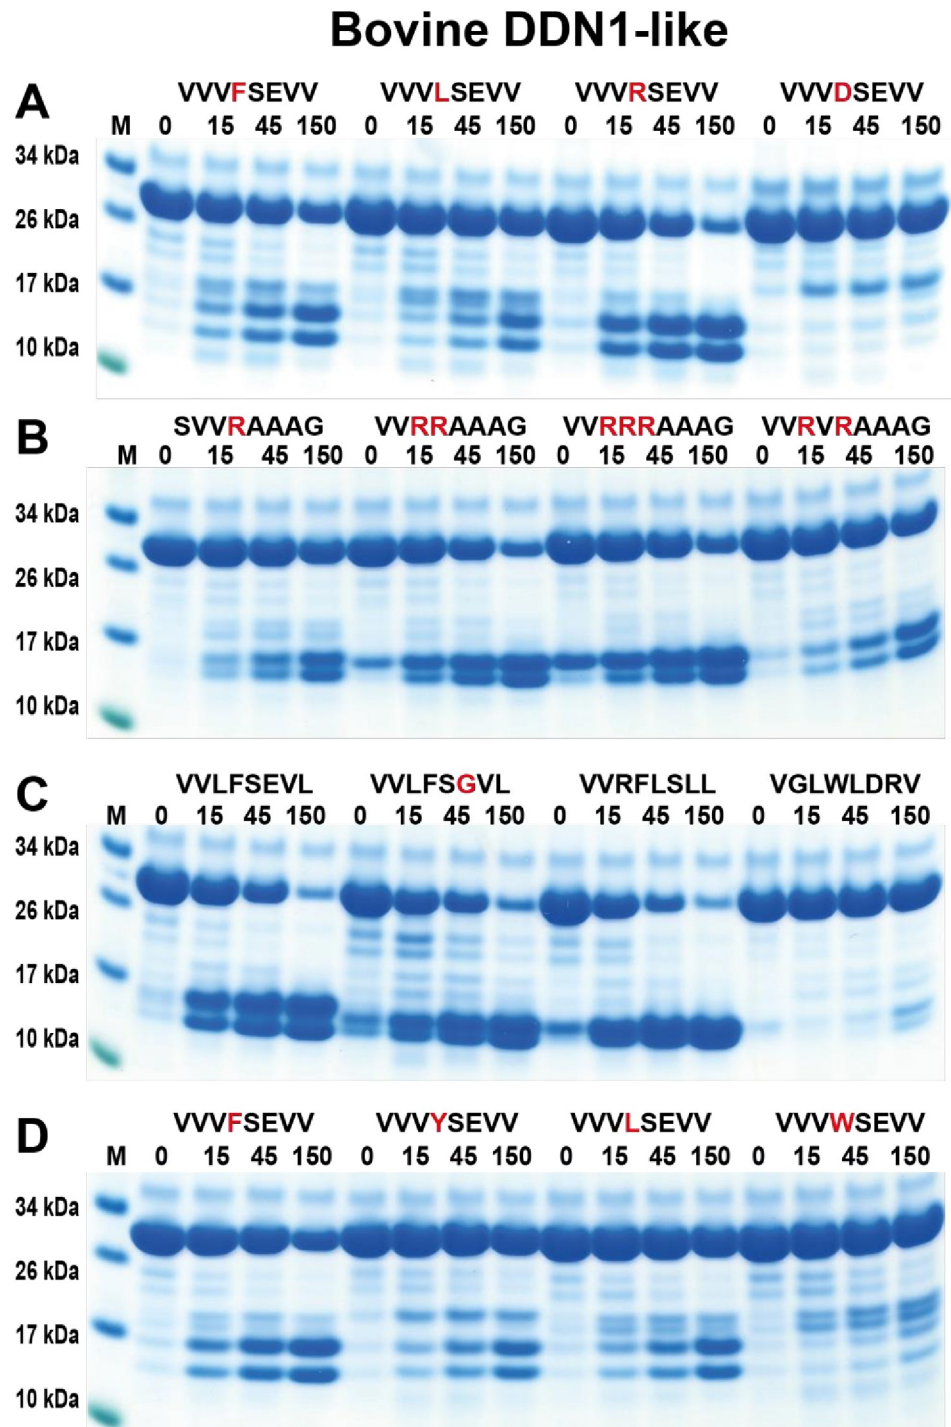 Bovine DDN1-like
A
VVVFSEVV VVVLSEVV VVVRSEVV VVVDSEVV
M 0 15 45 150 0 15 45 150 0 15 45 150 0 15 45 150
34 kDa
26 kDa
17 kDa
10 kDa
B
SVVRAAAG VVRRAAAG VVRRRAAAG VVRVRAAAG
M 0 15 45 150 0 15 45 150 0 15 45 150 0 15 45 150
34 kDa
26 kDa
17 kDa
10 kDa
C
VVLFSEVL VVLFSGVL VVRFLSLL VGLWLDRV
M 0 15 45 150 0 15 45 150 0 15 45 150 0 15 45 150
34 kDa
26 kDa
17 kDa
10 kDa
D
VVVFSEVV VVVYSEVV VVVLSEVV VVVWSEVV
M 0 15 45 150 0 15 45 150 0 15 45 150 0 15 45 150
34 kDa
26 kDa
17 kDa
10 kDa